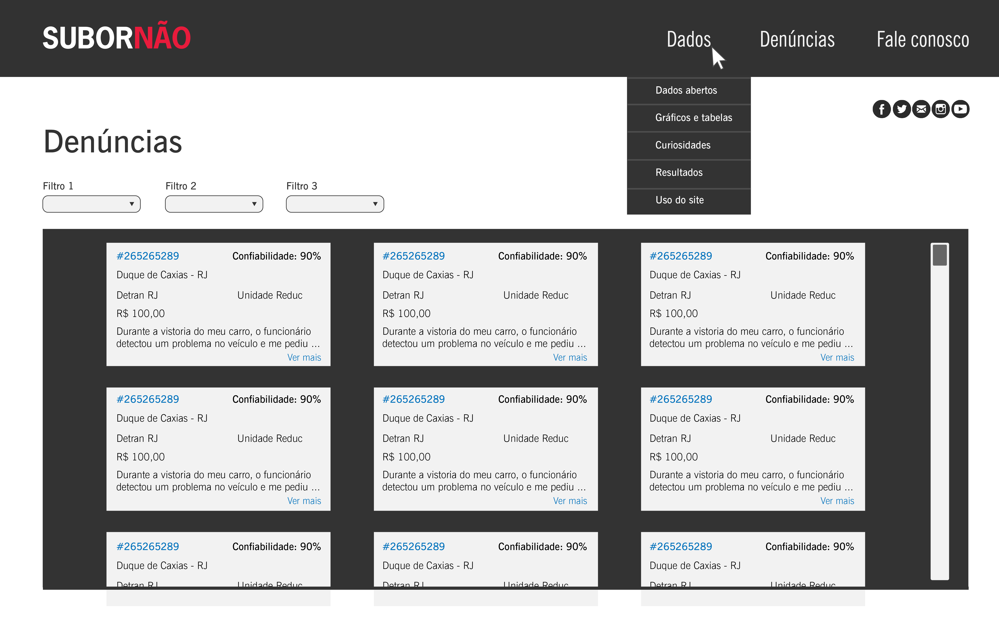 SUBORNÃO
Dados Denúncias Fale conosco
Dados abertos
Gráficos e tabelas
Curiosidades
Resultados
Uso do site
Denúncias
Filtro 1 Filtro 2 Filtro 3
#265265289 Confiabilidade: 90%
Duque de Caxias - RJ
Detran RJ Unidade Reduc
R$ 100,00
Durante a vistoria do meu carro, o funcionário
detectou um problema no veículo e me pediu ...
Ver mais
#265265289 Confiabilidade: 90%
Duque de Caxias - RJ
Detran RJ Unidade Reduc
R$ 100,00
Durante a vistoria do meu carro, o funcionário
detectou um problema no veículo e me pediu ...
Ver mais
#265265289 Confiabilidade: 90%
Duque de Caxias - RJ
Detran RJ Unidade Reduc
R$ 100,00
Durante a vistoria do meu carro, o funcionário
detectou um problema no veículo e me pediu ...
Ver mais
#265265289 Confiabilidade: 90%
Duque de Caxias - RJ
Detran RJ Unidade Reduc
R$ 100,00
Durante a vistoria do meu carro, o funcionário
detectou um problema no veículo e me pediu ...
Ver mais
#265265289 Confiabilidade: 90%
Duque de Caxias - RJ
Detran RJ Unidade Reduc
R$ 100,00
Durante a vistoria do meu carro, o funcionário
detectou um problema no veículo e me pediu ...
Ver mais
#265265289 Confiabilidade: 90%
Duque de Caxias - RJ
Detran RJ Unidade Reduc
R$ 100,00
Durante a vistoria do meu carro, o funcionário
detectou um problema no veículo e me pediu ...
Ver mais
#265265289 Confiabilidade: 90%
Duque de Caxias - RJ
Detran RJ Unidade Reduc
#265265289 Confiabilidade: 90%
Duque de Caxias - RJ
Detran RJ Unidade Reduc
#265265289 Confiabilidade: 90%
Duque de Caxias - RJ
Detran RJ Unidade Reduc